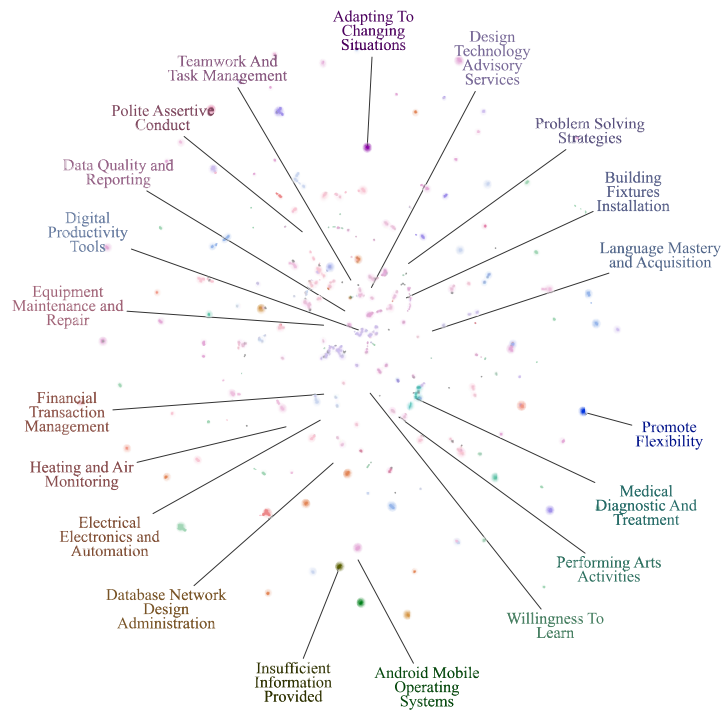 Adapting To
Changing
Situations
Design
Technology
Advisory
Services
Teamwork And
Task Management
Polite Assertive
Conduct
Problem Solving
Strategies
Data Quality and
Reporting
Building
Fixtures
Installation
Digital
Productivity
Tools
Language Mastery
and Acquisition
Equipment
Maintenance and
Repair
Financial
Transaction
Management
Promote
Flexibility
Heating and Air
Monitoring
Medical
Diagnostic And
Treatment
Electrical
Electronics and
Automation
Performing Arts
Activities
Database Network
Design
Administration
Willingness To
Learn
Insufficient
Information
Provided
Android Mobile
Operating
Systems